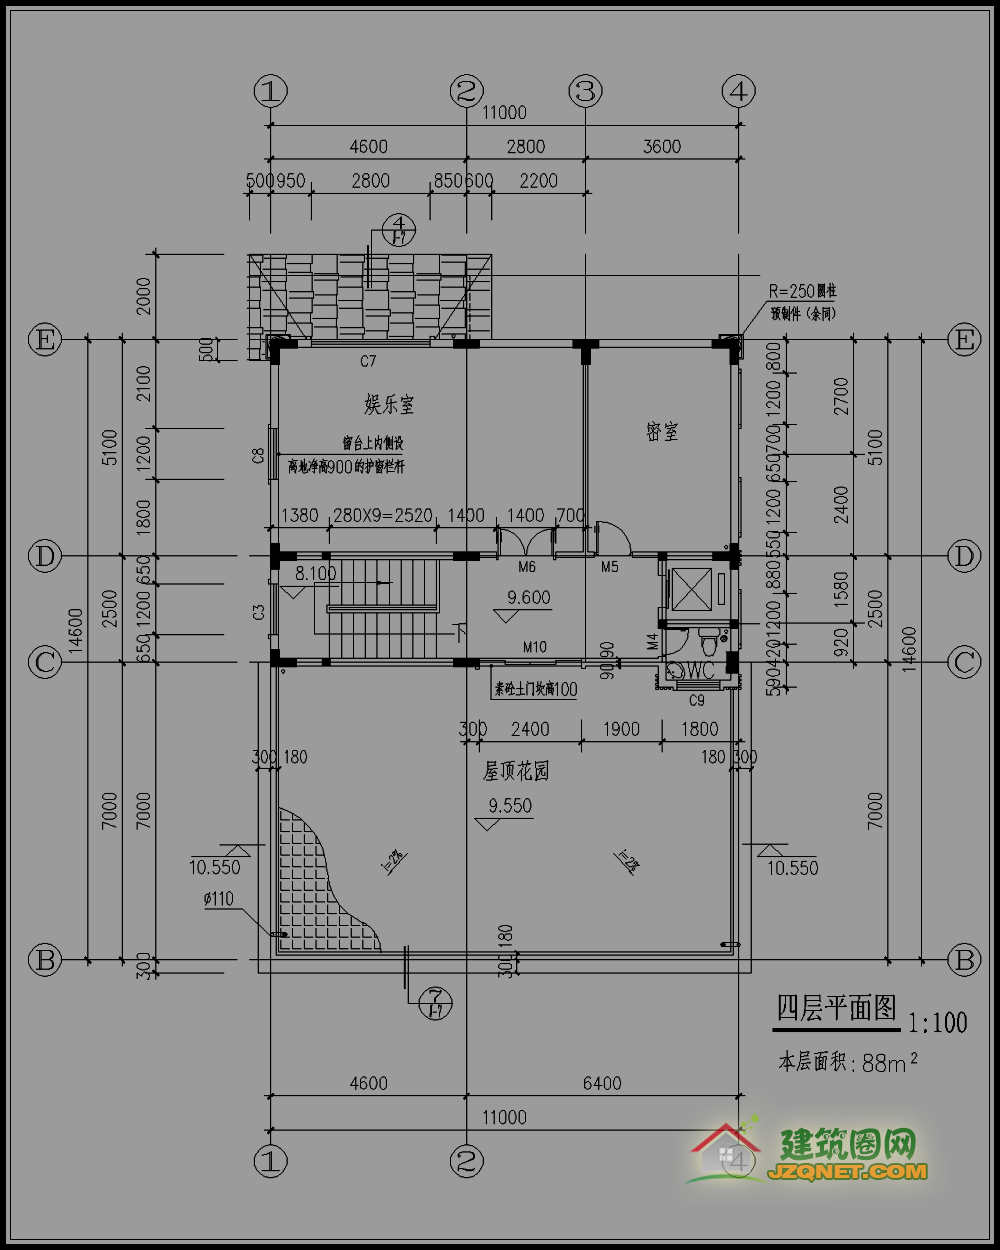 1 2 3 4
11000
4600 2800 3600
500 950 2800 850 600 2200
4
2000
R=250圆柱
预制件(余同)
E E
500
C7
800
2100
1200
2700
娱乐室
密室
700
5100
5100
C8
1200
窗台上内侧设
离地净高900的护窗栏杆
650
1800
1200
2400
1380 280X9=2520 1400 1400 700
550
D D
M6 M5
650
8.100
880
1580
9.600
2500
2500
C3
1200
1200
14600
14600
下
M10
M4
650
420
920
C C
90 90
WC
590
素砼土门坎高100
C9
300 2400 1900 1800
300 180
180 300
屋顶花园
9.550
7000
7000
7000
i=2% i=2%
10.550
10.550
ø110
180
300
300
B B
7
四层平面图 1:100
本层面积:88m²
4600 6400
11000
1 2 4
建筑圈网
JZQNET.COM